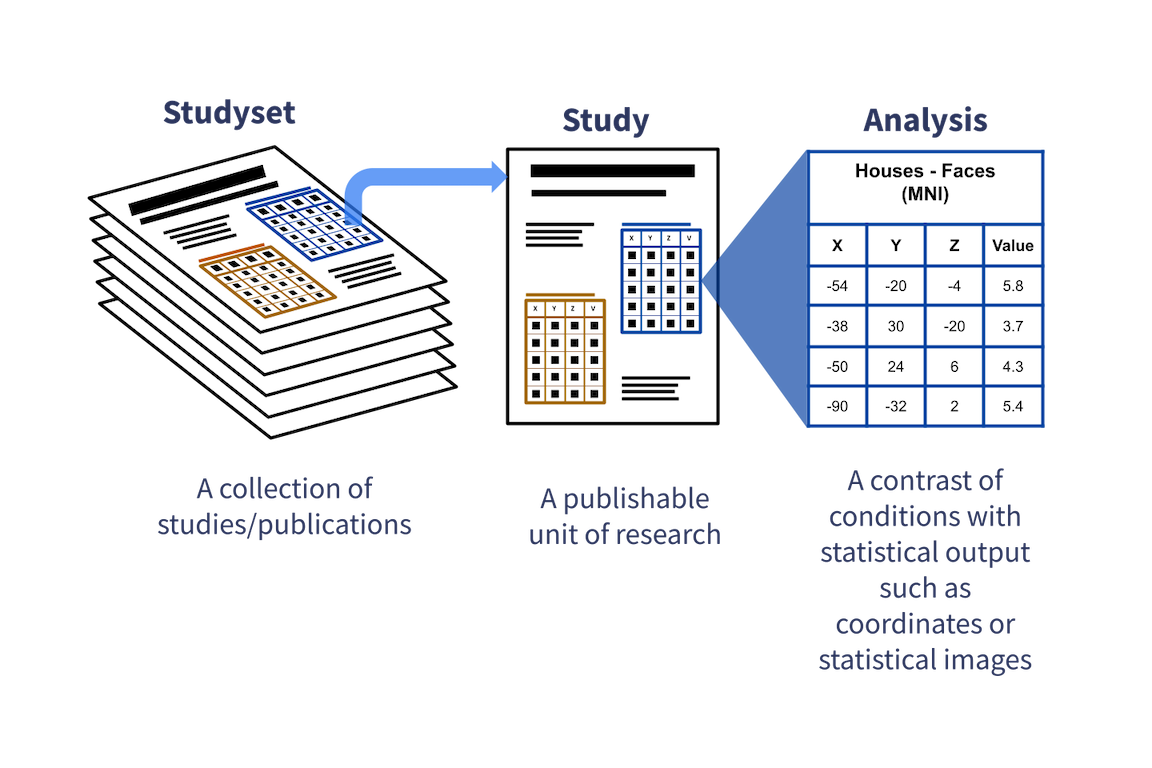 Studyset
A collection of
studies/publications
Study
X Y Z V
X Y Z V
A publishable
unit of research
Analysis
Houses - Faces
(MNI)
X Y Z Value
-54 -20 -4 5.8
-38 30 -20 3.7
-50 24 6 4.3
-90 -32 2 5.4
A contrast of
conditions with
statistical output
such as
coordinates or
statistical images